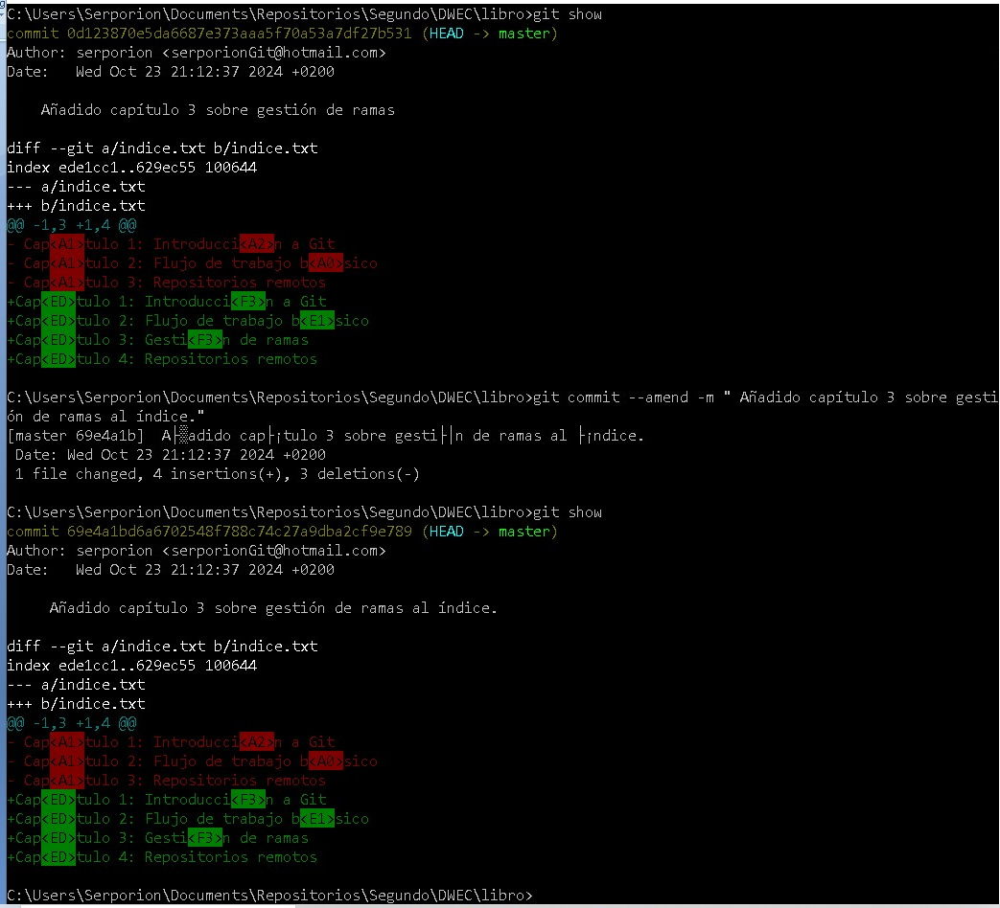 C:\Users\Serporion\Documents\Repositorios\Segundo\DWEC\libro>git show
commit 0d123870e5da6687e373aaa5f70a53a7df27b531 (HEAD -> master)
Author: serporion <serporionGit@hotmail.com>
Date:   Wed Oct 23 21:12:37 2024 +0200
    Añadido capítulo 3 sobre gestión de ramas
diff --git a/indice.txt b/indice.txt
index ede1cc1..629ec55 100644
--- a/indice.txt
+++ b/indice.txt
@@ -1,3 +1,4 @@
- Cap<A1>tulo 1: Introducci<A2>n a Git
- Cap<A1>tulo 2: Flujo de trabajo b<A0>sico
- Cap<A1>tulo 3: Repositorios remotos
+Cap<ED>tulo 1: Introducci<F3>n a Git
+Cap<ED>tulo 2: Flujo de trabajo b<E1>sico
+Cap<ED>tulo 3: Gesti<F3>n de ramas
+Cap<ED>tulo 4: Repositorios remotos
C:\Users\Serporion\Documents\Repositorios\Segundo\DWEC\libro>git commit --amend -m " Añadido capítulo 3 sobre gesti
ón de ramas al índice."
[master 69e4a1b]  A├▒adido cap├¡tulo 3 sobre gesti├│n de ramas al ├¡ndice.
 Date: Wed Oct 23 21:12:37 2024 +0200
 1 file changed, 4 insertions(+), 3 deletions(-)
C:\Users\Serporion\Documents\Repositorios\Segundo\DWEC\libro>git show
commit 69e4a1bd6a6702548f788c74c27a9dba2cf9e789 (HEAD -> master)
Author: serporion <serporionGit@hotmail.com>
Date:   Wed Oct 23 21:12:37 2024 +0200
     Añadido capítulo 3 sobre gestión de ramas al índice.
diff --git a/indice.txt b/indice.txt
index ede1cc1..629ec55 100644
--- a/indice.txt
+++ b/indice.txt
@@ -1,3 +1,4 @@
- Cap<A1>tulo 1: Introducci<A2>n a Git
- Cap<A1>tulo 2: Flujo de trabajo b<A0>sico
- Cap<A1>tulo 3: Repositorios remotos
+Cap<ED>tulo 1: Introducci<F3>n a Git
+Cap<ED>tulo 2: Flujo de trabajo b<E1>sico
+Cap<ED>tulo 3: Gesti<F3>n de ramas
+Cap<ED>tulo 4: Repositorios remotos
C:\Users\Serporion\Documents\Repositorios\Segundo\DWEC\libro>